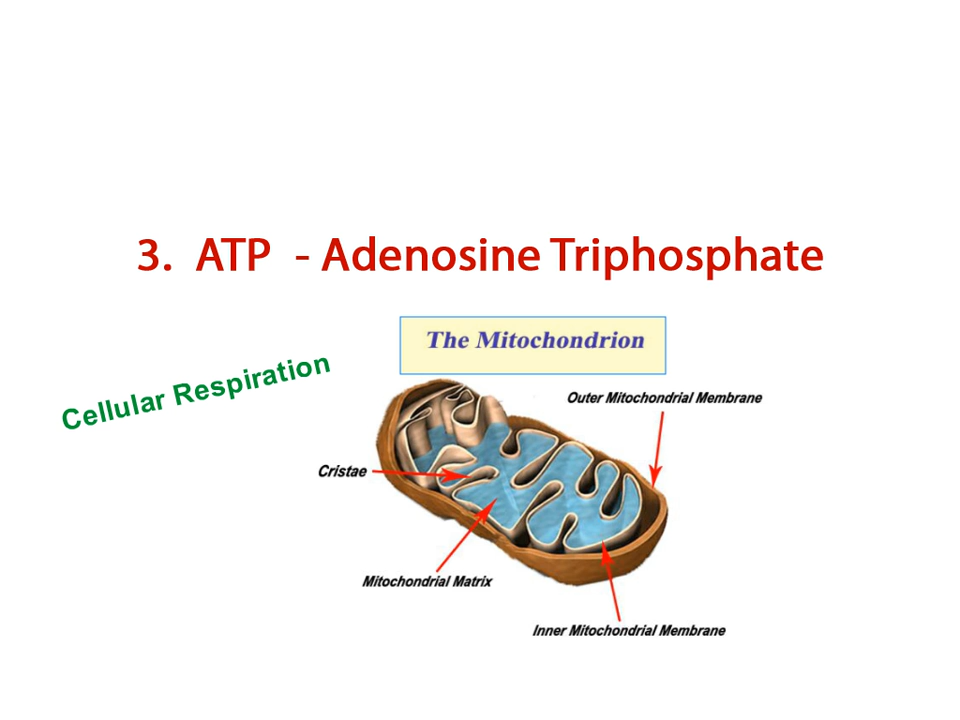 3. ATP - Adenosine Triphosphate
The Mitochondrion
Cellular Respiration
Outer Mitochondrial Membrane
Cristae
Mitochondrial Matrix
Inner Mitochondrial Membrane